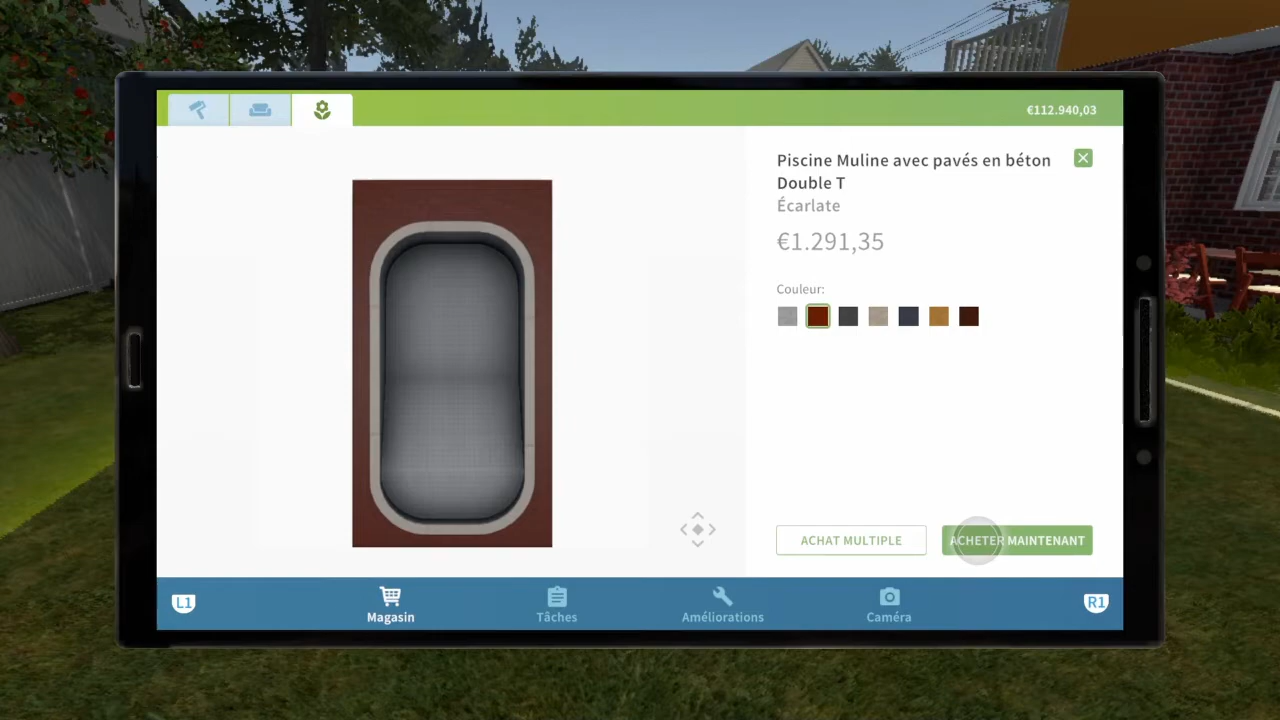 €112.940,03
Piscine Muline avec pavés en béton
Double T
Écarlate
€1.291,35
Couleur:
ACHAT MULTIPLE
ACHETER MAINTENANT
L1
Magasin
Tâches
Améliorations
Caméra
R1